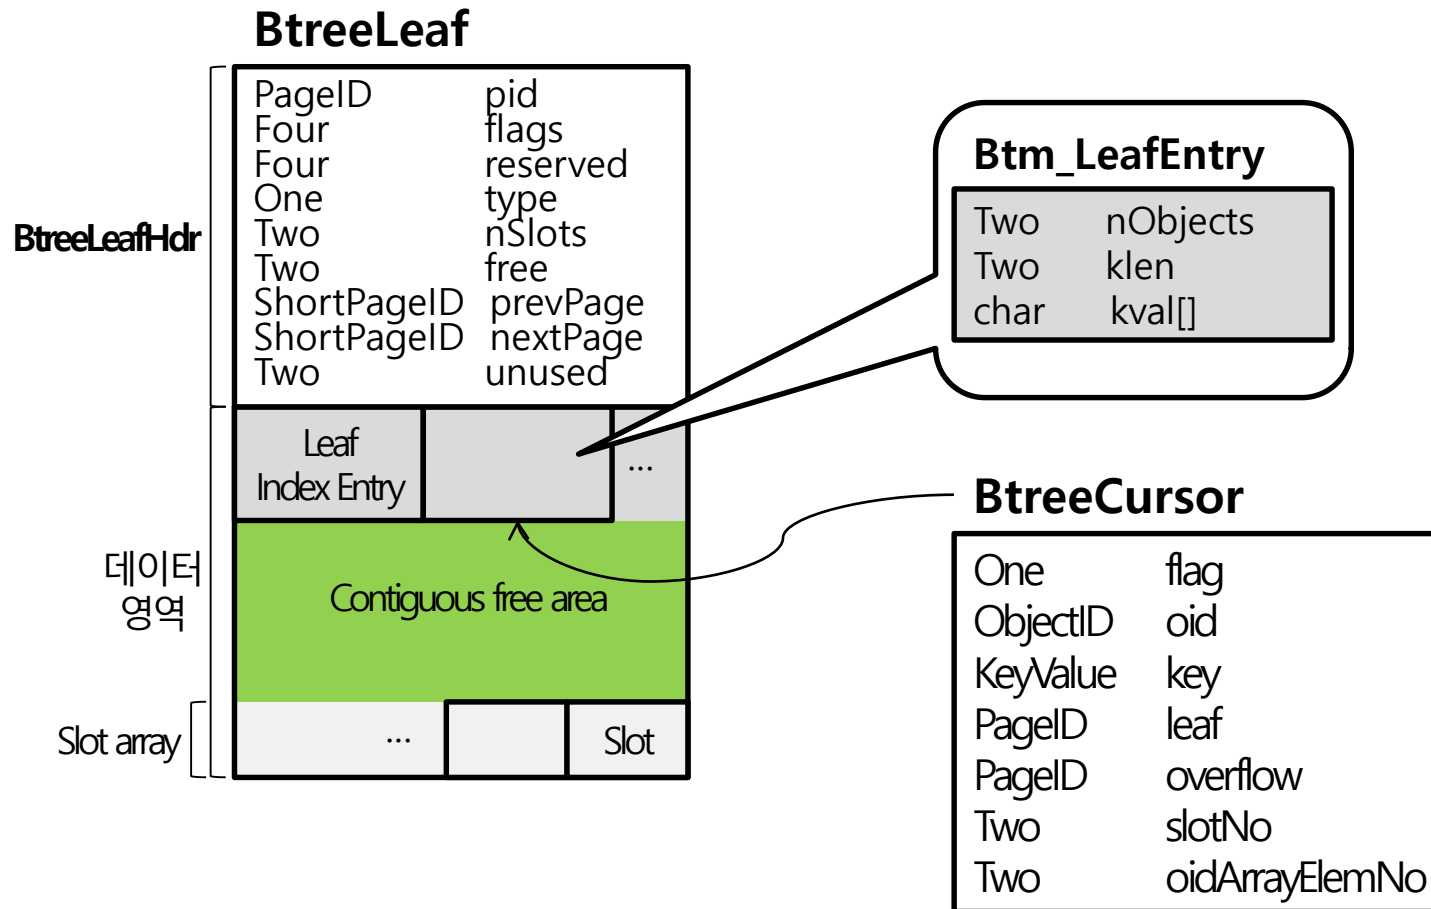 BtreeLeaf
PageID pid
Four flags
Four reserved
One type
Two nSlots
Two free
ShortPageID prevPage
ShortPageID nextPage
Two unused
BtreeLeafHdr
Leaf
Index Entry
...
데이터
영역
Contiguous free area
Slot array
...
Slot
Btm_LeafEntry
Two nObjects
Two klen
char kval[]
BtreeCursor
One flag
ObjectID oid
KeyValue key
PageID leaf
PageID overflow
Two slotNo
Two oidArrayElemNo